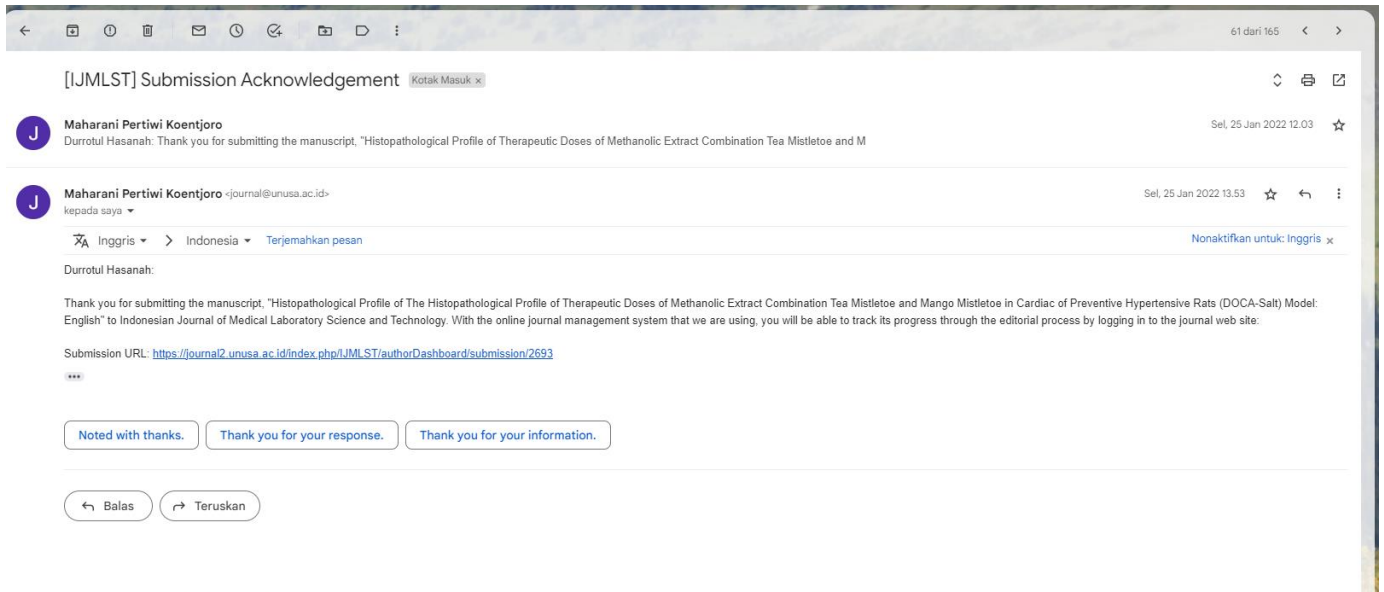 61 dari 165
[IJMLST] Submission Acknowledgement Kotak Masuk ×
J
Maharani Pertiwi Koentjoro
Sel, 25 Jan 2022 12.03
Durrotul Hasanah: Thank you for submitting the manuscript, "Histopathological Profile of Therapeutic Doses of Methanolic Extract Combination Tea Mistletoe and M
J
Maharani Pertiwi Koentjoro <journal@unusa.ac.id>
Sel, 25 Jan 2022 13.53
kepada saya
Inggris > Indonesia Terjemahkan pesan
Nonaktifkan untuk: Inggris ×
Durrotul Hasanah:
Thank you for submitting the manuscript, "Histopathological Profile of The Histopathological Profile of Therapeutic Doses of Methanolic Extract Combination Tea Mistletoe and Mango Mistletoe in Cardiac of Preventive Hypertensive Rats (DOCA-Salt) Model:
English" to Indonesian Journal of Medical Laboratory Science and Technology. With the online journal management system that we are using, you will be able to track its progress through the editorial process by logging in to the journal web site:
Submission URL: https://journal2.unusa.ac.id/index.php/IJMLST/authorDashboard/submission/2693
Noted with thanks.
Thank you for your response.
Thank you for your information.
Balas
Teruskan